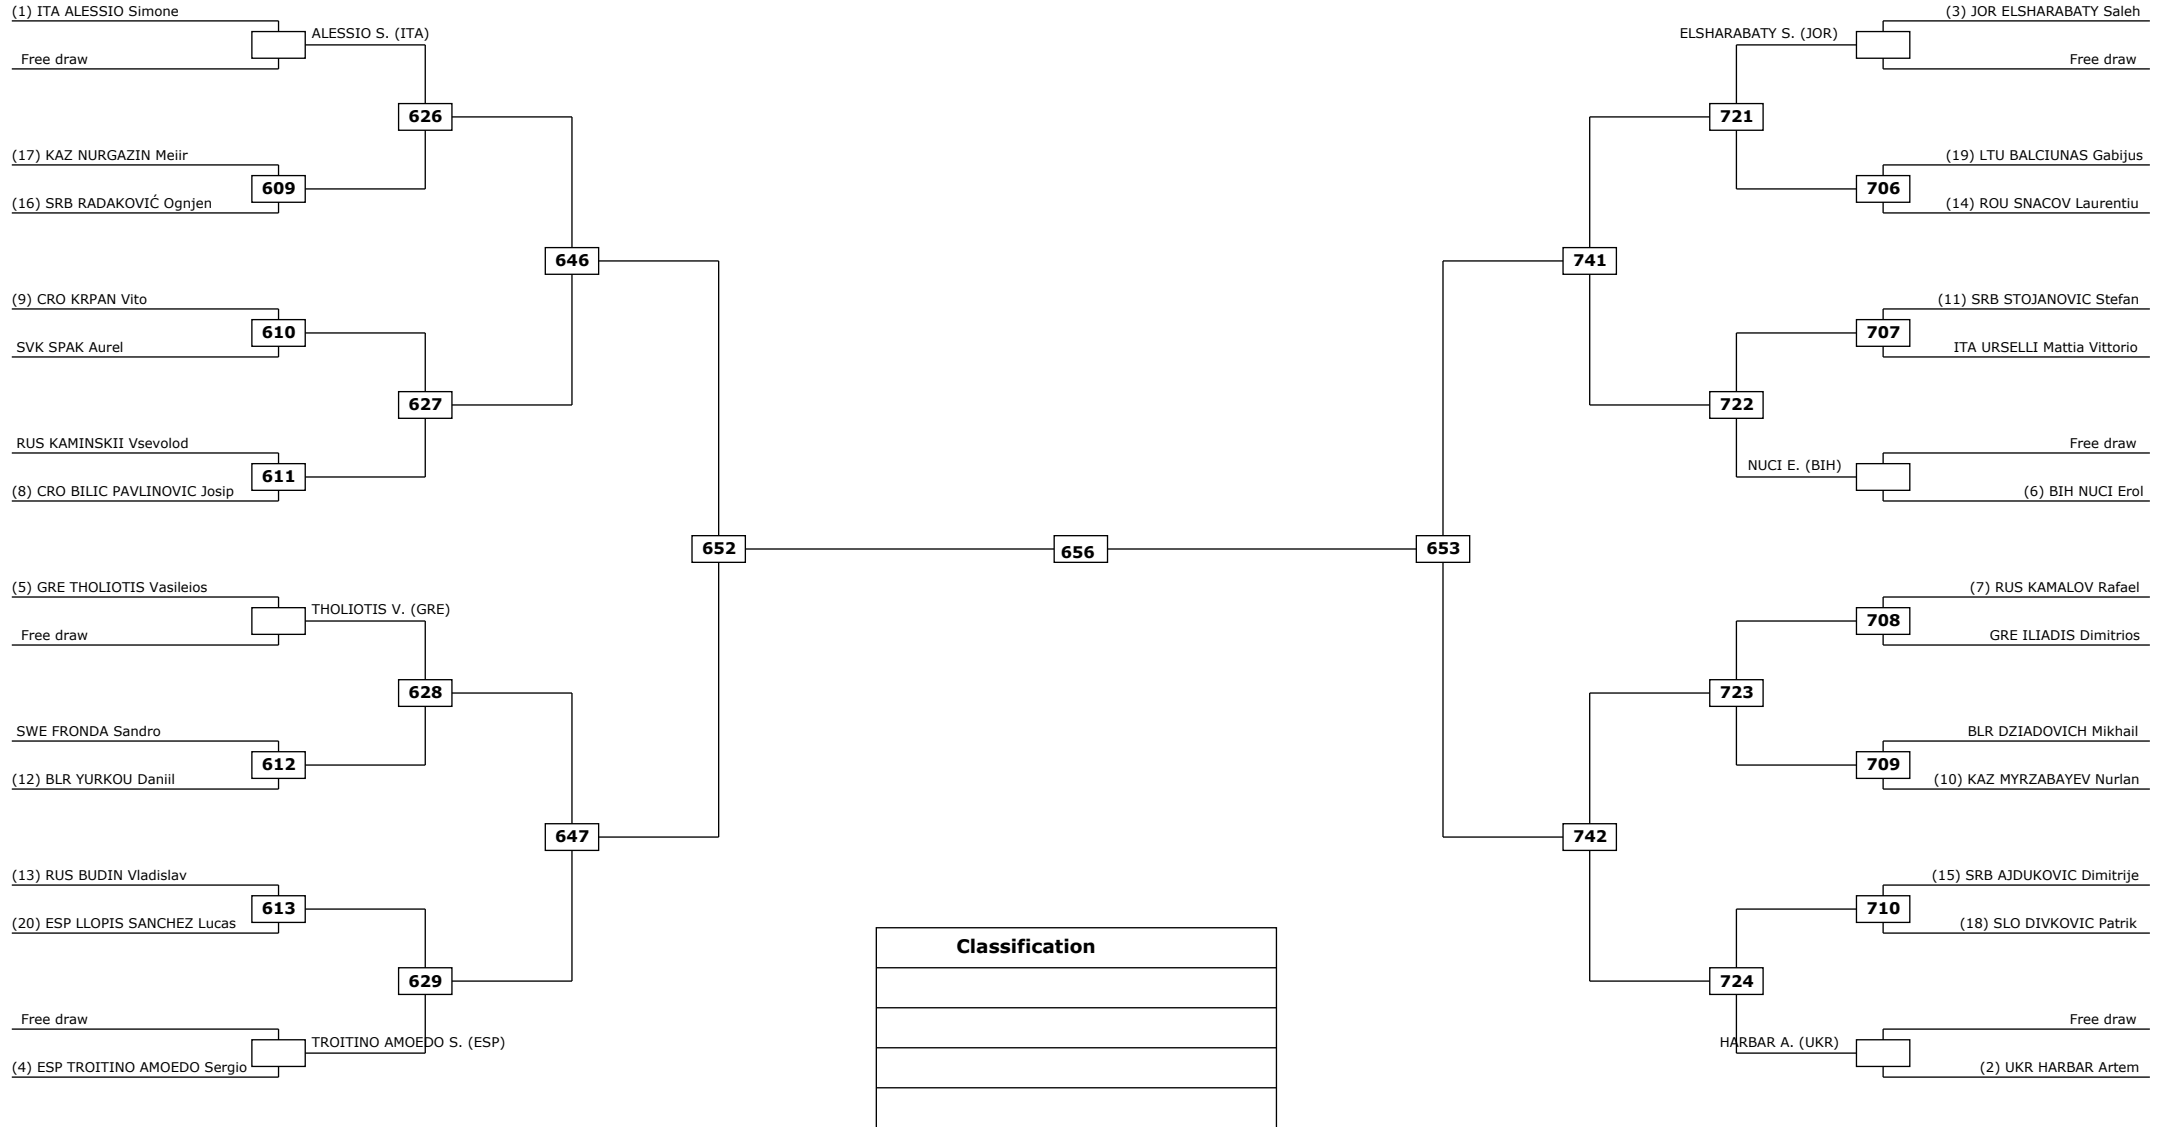 (1) ITA ALESSIO Simone
ALESSIO S. (ITA)
Free draw
626
(17) KAZ NURGAZIN Meiir
609
(16) SRB RADAKOVIĆ Ognjen
646
(9) CRO KRPAN Vito
610
SVK SPAK Aurel
627
RUS KAMINSKII Vsevolod
611
(8) CRO BILIC PAVLINOVIC Josip
652
(5) GRE THOLIOTIS Vasileios
THOLIOTIS V. (GRE)
Free draw
628
SWE FRONDA Sandro
612
(12) BLR YURKOU Daniil
647
(13) RUS BUDIN Vladislav
613
(20) ESP LLOPIS SANCHEZ Lucas
629
Free draw
TROITINO AMOEDO S. (ESP)
(4) ESP TROITINO AMOEDO Sergio
656
Classification
(3) JOR ELSHARABATY Saleh
ELSHARABATY S. (JOR)
Free draw
721
(19) LTU BALCIUNAS Gabijus
706
(14) ROU SNACOV Laurentiu
741
(11) SRB STOJANOVIC Stefan
707
ITA URSELLI Mattia Vittorio
722
Free draw
NUCI E. (BIH)
(6) BIH NUCI Erol
653
(7) RUS KAMALOV Rafael
708
GRE ILIADIS Dimitrios
723
BLR DZIADOVICH Mikhail
709
(10) KAZ MYRZABAYEV Nurlan
742
(15) SRB AJDUKOVIC Dimitrije
710
(18) SLO DIVKOVIC Patrik
724
Free draw
HARBAR A. (UKR)
(2) UKR HARBAR Artem